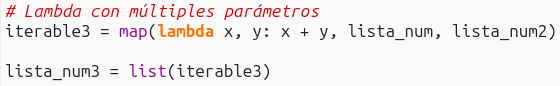 # Lambda con múltiples parámetros
iterable3 = map(lambda x, y: x + y, lista_num, lista_num2)
lista_num3 = list(iterable3)